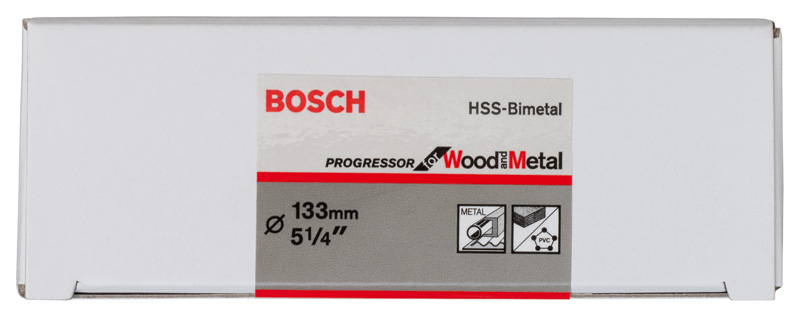 BOSCH
HSS-Bimetal
PROGRESSOR for Wood and Metal
Ø 133mm
5 1/4"
METAL
PVC